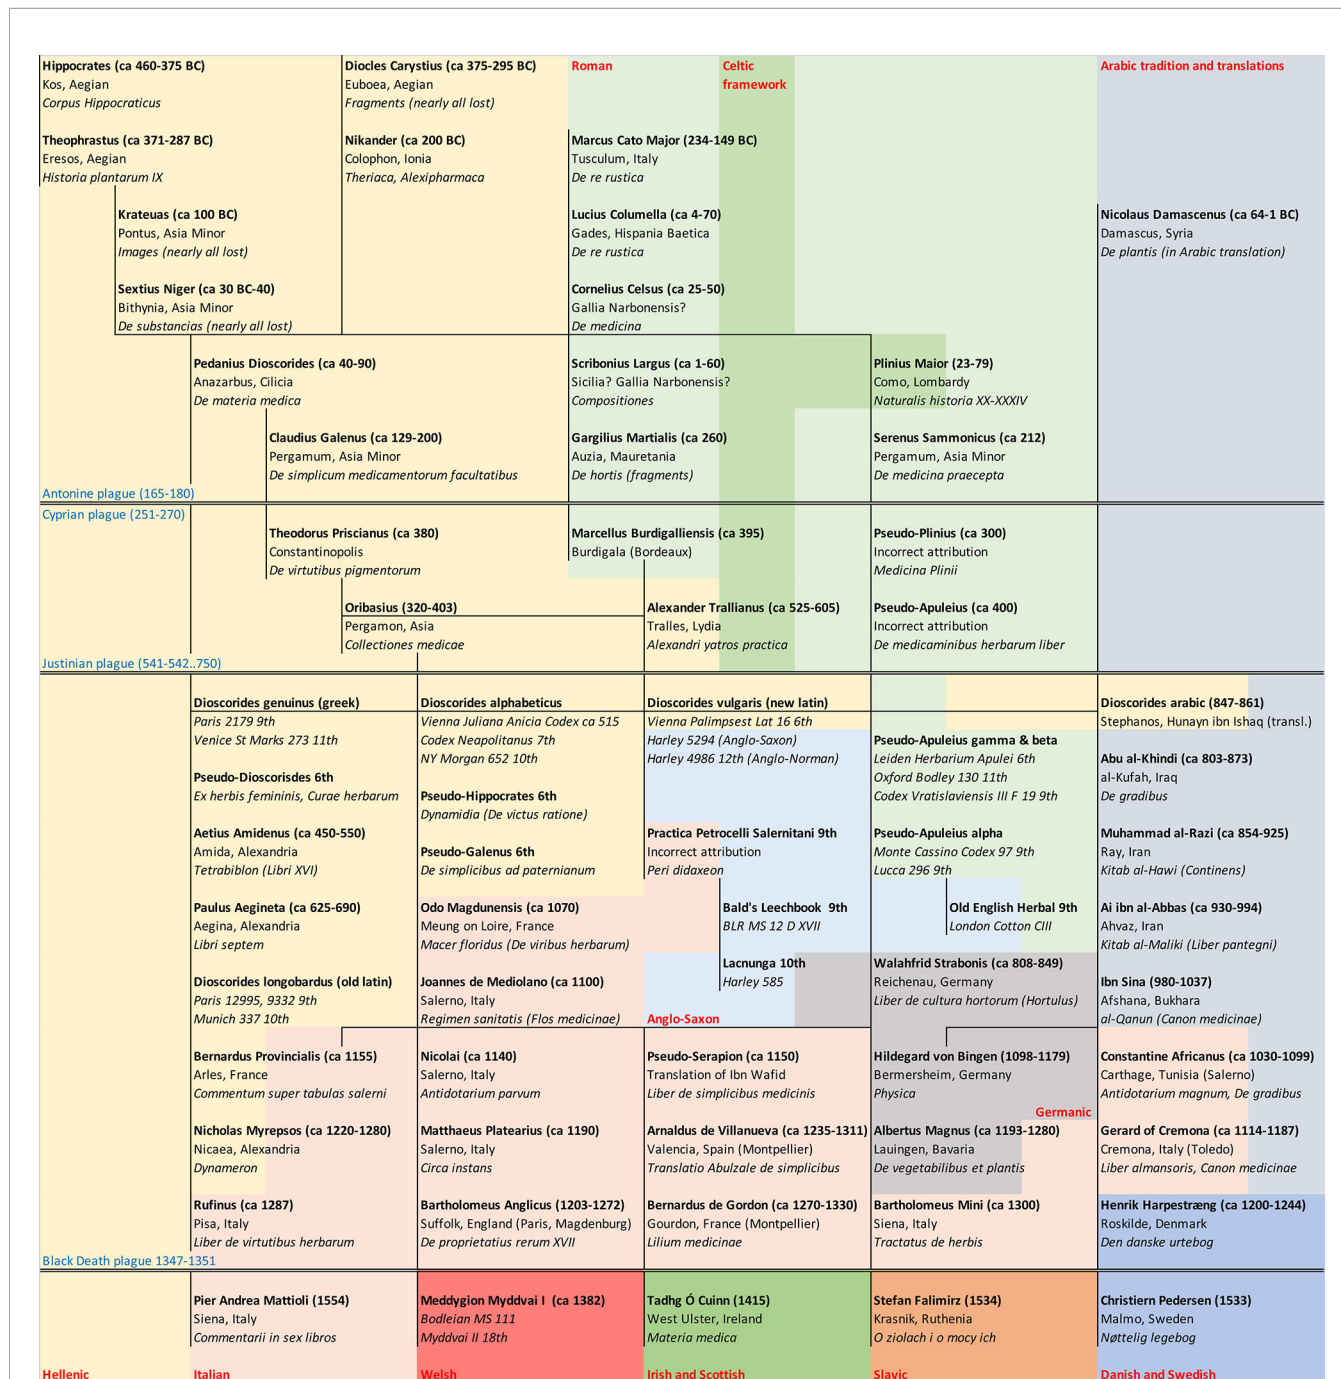 Hippocrates (ca 460-375 BC)
Kos, Aegian
Corpus Hippocraticus
Diocles Carystius (ca 375-295 BC)
Euboea, Aegian
Fragments (nearly all lost)
Roman
Celtic
framework
Arabic tradition and translations
Theophrastus (ca 371-287 BC)
Eresos, Aegian
Historia plantarum IX
Nikander (ca 200 BC)
Colophon, Ionia
Theriaca, Alexipharmaca
Marcus Cato Major (234-149 BC)
Tusculum, Italy
De re rustica
Krateuas (ca 100 BC)
Pontus, Asia Minor
Images (nearly all lost)
Lucius Columella (ca 4-70)
Gades, Hispania Baetica
De re rustica
Nicolaus Damascenus (ca 64-1 BC)
Damascus, Syria
De plantis (in Arabic translation)
Sextius Niger (ca 30 BC-40)
Bithynia, Asia Minor
De substancias (nearly all lost)
Cornelius Celsus (ca 25-50)
Gallia Narbonensis?
De medicina
Pedanius Dioscorides (ca 40-90)
Anazarbus, Cilicia
De materia medica
Scribonius Largus (ca 1-60)
Sicilia? Gallia Narbonensis?
Compositiones
Plinius Maior (23-79)
Como, Lombardy
Naturalis historia XX-XXXIV
Claudius Galenus (ca 129-200)
Pergamum, Asia Minor
De simplicum medicamentorum facultatibus
Gargilius Martialis (ca 260)
Auzia, Mauretania
De hortis (fragments)
Serenus Sammonicus (ca 212)
Pergamum, Asia Minor
De medicina praecepta
Antonine plague (165-180)
Cyprian plague (251-270)
Theodorus Priscianus (ca 380)
Constantinopolis
De virtutibus pigmentorum
Marcellus Burdigalliensis (ca 395)
Burdigala (Bordeaux)
Pseudo-Plinius (ca 300)
Incorrect attribution
Medicina Plinii
Oribasius (320-403)
Pergamon, Asia
Collectiones medicae
Alexander Trallianus (ca 525-605)
Tralles, Lydia
Alexandri yatros practica
Pseudo-Apuleius (ca 400)
Incorrect attribution
De medicaminibus herbarum liber
Justinian plague (541-542..750)
Dioscorides genuinus (greek)
Paris 2179 9th
Venice St Marks 273 11th
Dioscorides alphabeticus
Vienna Juliana Anicia Codex ca 515
Codex Neapolitanus 7th
NY Morgan 652 10th
Dioscorides vulgaris (new latin)
Vienna Palimpsest Lat 16 6th
Harley 5294 (Anglo-Saxon)
Harley 4986 12th (Anglo-Norman)
Pseudo-Apuleius gamma & beta
Leiden Herbarium Apulei 6th
Oxford Bodley 130 11th
Codex Vratislaviensis III F 19 9th
Dioscorides arabic (847-861)
Stephanos, Hunayn ibn Ishaq (transl.)
Abu al-Khindi (ca 803-873)
al-Kufah, Iraq
De gradibus
Pseudo-Dioscorisdes 6th
Ex herbis femininis, Curae herbarum
Pseudo-Hippocrates 6th
Dynamidia (De victus ratione)
Aetius Amidenus (ca 450-550)
Amida, Alexandria
Tetrabiblon (Libri XVI)
Pseudo-Galenus 6th
De simplicibus ad paternianum
Practica Petrocelli Salernitani 9th
Incorrect attribution
Peri didaxeon
Pseudo-Apuleius alpha
Monte Cassino Codex 97 9th
Lucca 296 9th
Muhammad al-Razi (ca 854-925)
Ray, Iran
Kitab al-Hawi (Continens)
Paulus Aegineta (ca 625-690)
Aegina, Alexandria
Libri septem
Odo Magdunensis (ca 1070)
Meung on Loire, France
Macer floridus (De viribus herbarum)
Bald's Leechbook 9th
BLR MS 12 D XVII
Old English Herbal 9th
London Cotton CIII
Ai ibn al-Abbas (ca 930-994)
Ahvaz, Iran
Kitab al-Maliki (Liber pantegni)
Dioscorides longobardus (old latin)
Paris 12995, 9332 9th
Munich 337 10th
Joannes de Mediolano (ca 1100)
Salerno, Italy
Regimen sanitatis (Flos medicinae)
Lacnunga 10th
Harley 585
Anglo-Saxon
Walahfrid Strabonis (ca 808-849)
Reichenau, Germany
Liber de cultura hortorum (Hortulus)
Ibn Sina (980-1037)
Afshana, Bukhara
al-Qanun (Canon medicinae)
Bernardus Provincialis (ca 1155)
Arles, France
Commentum super tabulas salerni
Nicolai (ca 1140)
Salerno, Italy
Antidotarium parvum
Pseudo-Serapion (ca 1150)
Translation of Ibn Wafid
Liber de simplicibus medicinis
Hildegard von Bingen (1098-1179)
Bermersheim, Germany
Physica
Germanic
Constantine Africanus (ca 1030-1099)
Carthage, Tunisia (Salerno)
Antidotarium magnum, De gradibus
Nicholas Myrepsos (ca 1220-1280)
Nicaea, Alexandria
Dynameron
Matthaeus Platearius (ca 1190)
Salerno, Italy
Circa instans
Arnaldus de Villanueva (ca 1235-1311)
Valencia, Spain (Montpellier)
Translatio Abulzale de simplicibus
Albertus Magnus (ca 1193-1280)
Lauingen, Bavaria
De vegetabilibus et plantis
Gerard of Cremona (ca 1114-1187)
Cremona, Italy (Toledo)
Liber almansoris, Canon medicinae
Rufinus (ca 1287)
Pisa, Italy
Liber de virtutibus herbarum
Bartholomeus Anglicus (1203-1272)
Suffolk, England (Paris, Magdenburg)
De proprietatius rerum XVII
Bernardus de Gordon (ca 1270-1330)
Gourdon, France (Montpellier)
Lilium medicinae
Bartholomeus Mini (ca 1300)
Siena, Italy
Tractatus de herbis
Henrik Harpestræng (ca 1200-1244)
Roskilde, Denmark
Den danske urtebog
Black Death plague 1347-1351
Pier Andrea Mattioli (1554)
Siena, Italy
Commentarii in sex libros
Meddygion Myddvai I (ca 1382)
Bodleian MS 111
Myddvai II 18th
Tadhg Ó Cuinn (1415)
West Ulster, Ireland
Materia medica
Stefan Falimirz (1534)
Krasnik, Ruthenia
O ziolach i o mocy ich
Christiern Pedersen (1533)
Malmo, Sweden
Nøttelig legebog
Hellenic
Italian
Welsh
Irish and Scottish
Slavic
Danish and Swedish